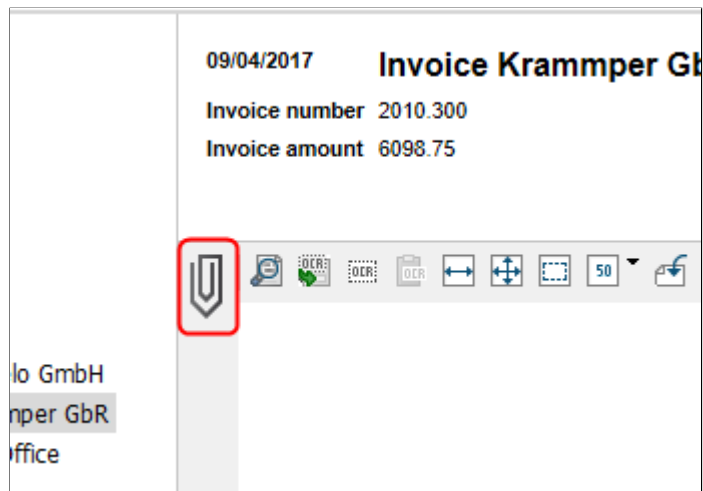 09/04/2017 Invoice Krammper Gb
Invoice number 2010.300
Invoice amount 6098.75
OCR OCR OCR 50
lo GmbH
mper GbR
Office